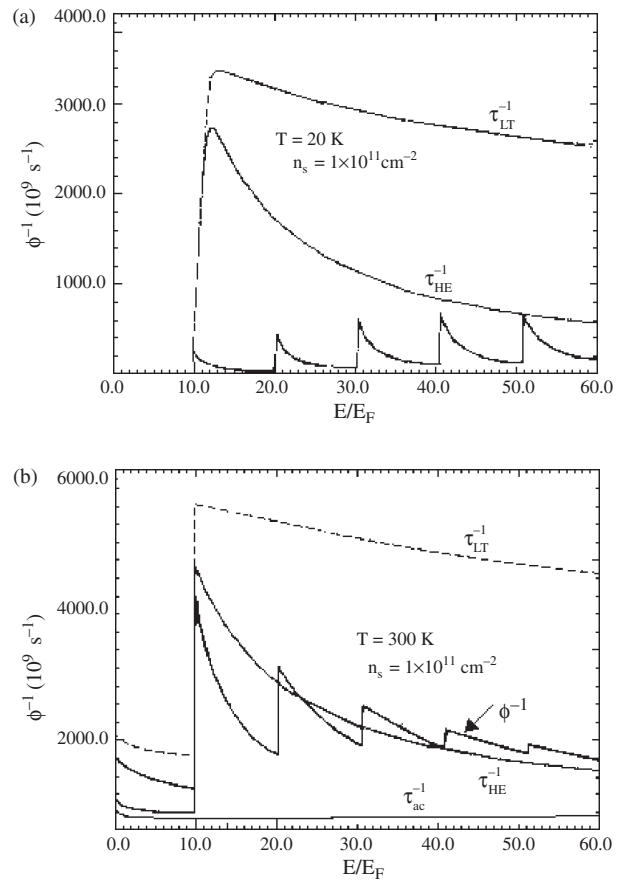 (a)
4000.0
3000.0
2000.0
1000.0
ϕ⁻¹ (10⁹ s⁻¹)
τ_LT⁻¹
T = 20 K
n_s = 1×10¹¹cm⁻²
τ_HE⁻¹
0.0 10.0 20.0 30.0 40.0 50.0 60.0
E/E_F
(b)
6000.0
4000.0
2000.0
ϕ⁻¹ (10⁹ s⁻¹)
τ_LT⁻¹
T = 300 K
n_s = 1×10¹¹ cm⁻²
ϕ⁻¹
τ_HE⁻¹
τ_ac⁻¹
0.0 10.0 20.0 30.0 40.0 50.0 60.0
E/E_F